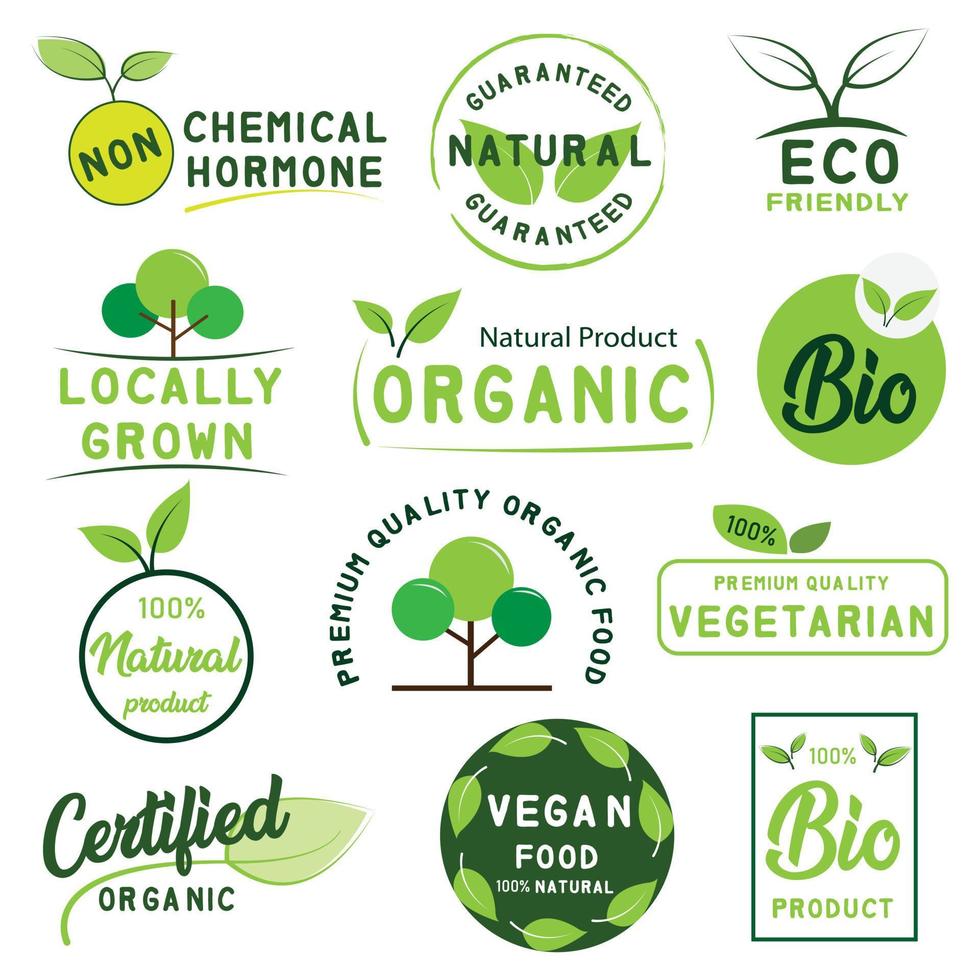 NON
CHEMICAL
HORMONE
GUARANTEED
NATURAL
GUARANTEED
ECO
FRIENDLY
LOCALLY
GROWN
Natural Product
ORGANIC
Bio
100%
Natural
product
PREMIUM QUALITY ORGANIC FOOD
100%
PREMIUM QUALITY
VEGETARIAN
Certified
ORGANIC
VEGAN
FOOD
100% NATURAL
100%
Bio
PRODUCT